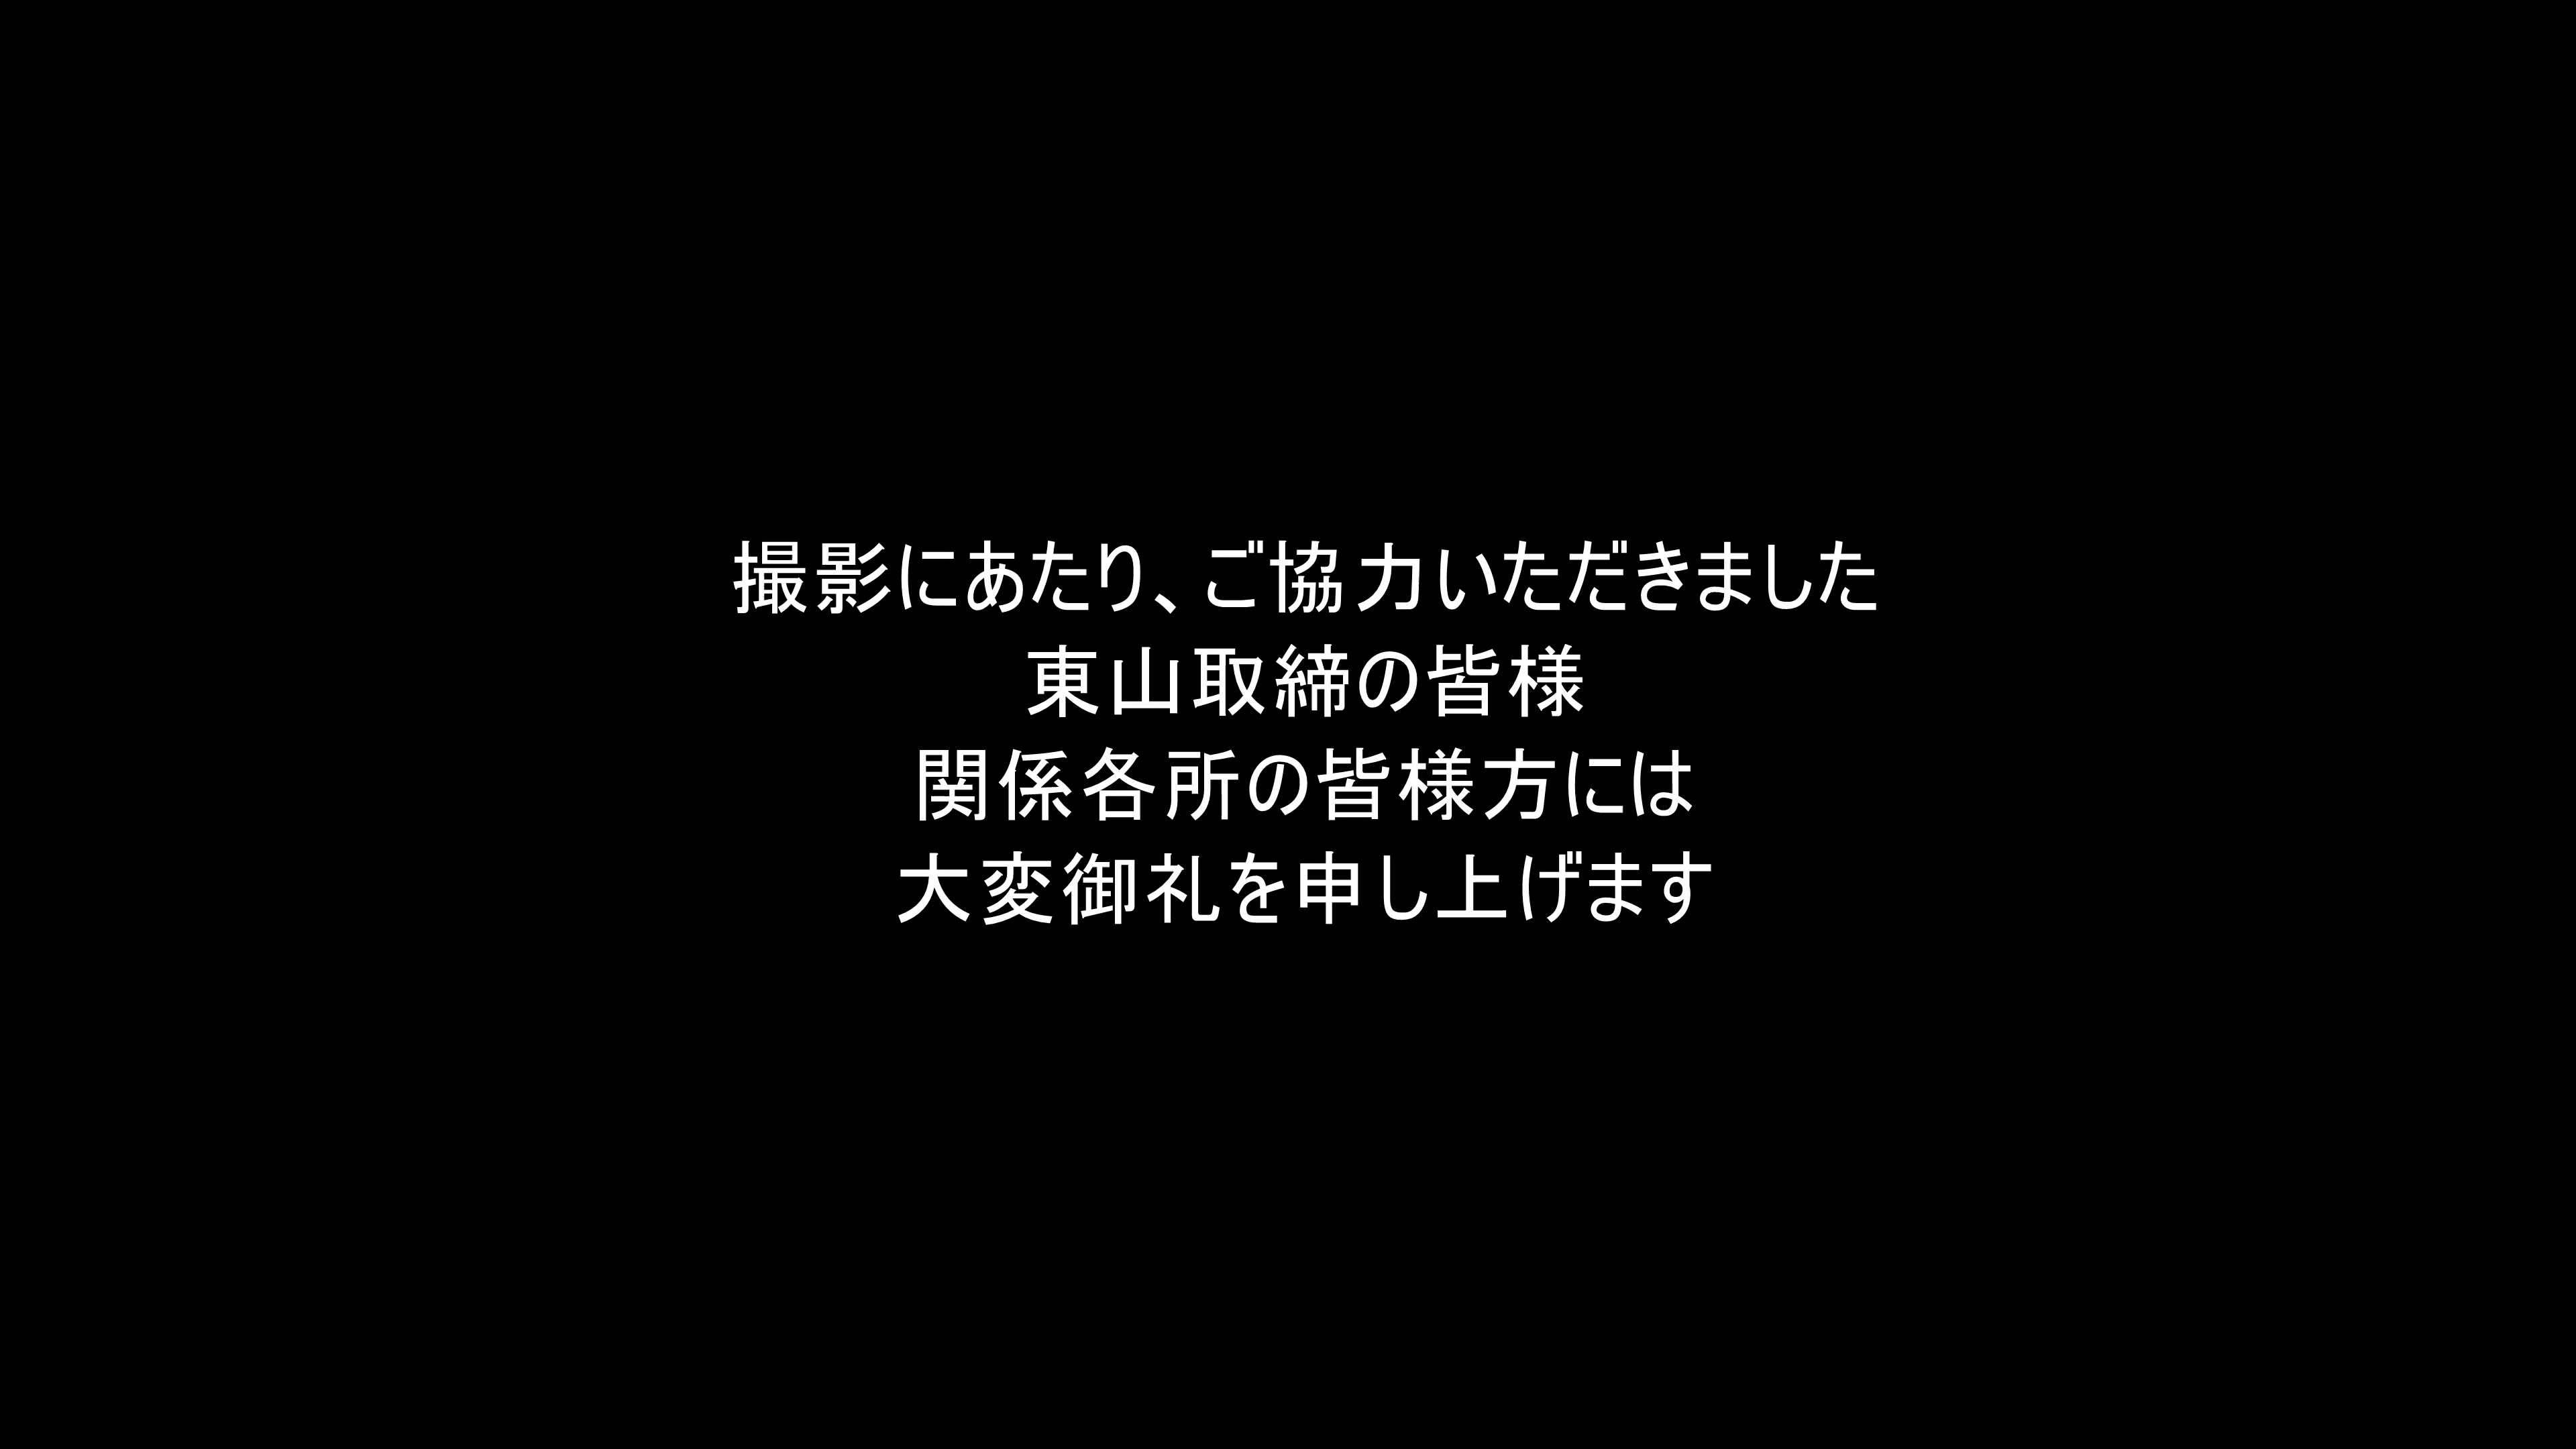 撮影にあたり、ご協力いただきました
東山取締の皆様
関係各所の皆様方には
大変御礼を申し上げます